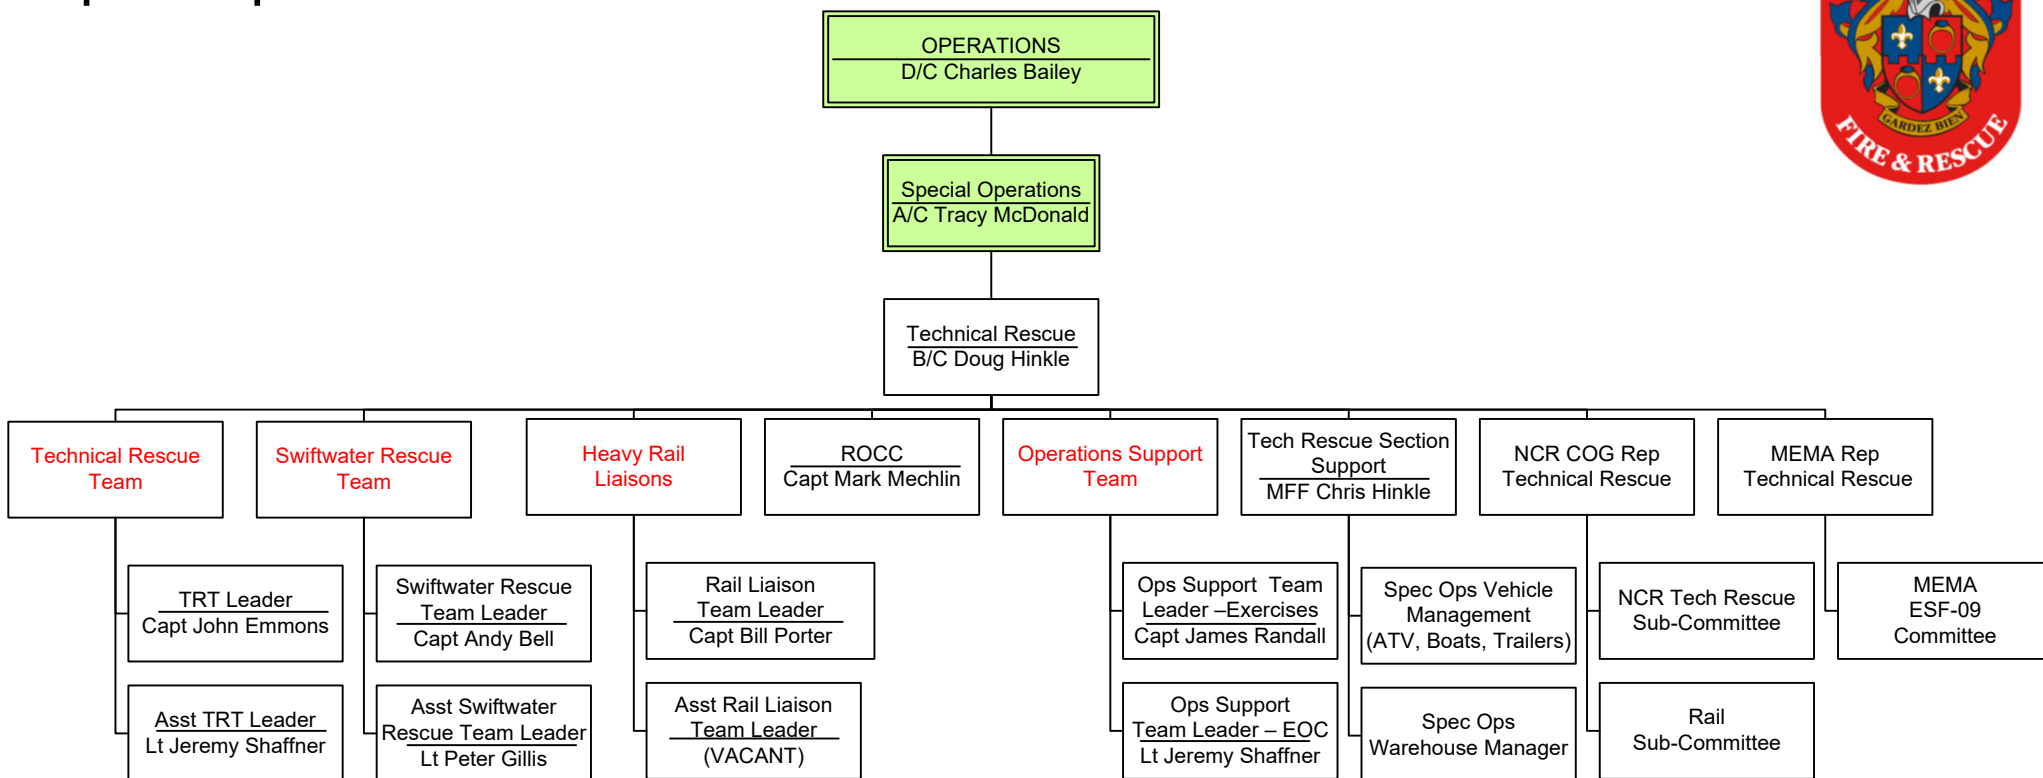 OPERATIONS
D/C Charles Bailey
GARDEZ BIEN
FIRE & RESCUE
Special Operations
A/C Tracy McDonald
Technical Rescue
B/C Doug Hinkle
Technical Rescue
Team
Swiftwater Rescue
Team
Heavy Rail
Liaisons
ROCC
Capt Mark Mechlin
Operations Support
Team
Tech Rescue Section
Support
MFF Chris Hinkle
NCR COG Rep
Technical Rescue
MEMA Rep
Technical Rescue
TRT Leader
Capt John Emmons
Swiftwater Rescue
Team Leader
Capt Andy Bell
Rail Liaison
Team Leader
Capt Bill Porter
Ops Support  Team
Leader –Exercises
Capt James Randall
Spec Ops Vehicle
Management
(ATV, Boats, Trailers)
NCR Tech Rescue
Sub-Committee
MEMA
ESF-09
Committee
Asst TRT Leader
Lt Jeremy Shaffner
Asst Swiftwater
Rescue Team Leader
Lt Peter Gillis
Asst Rail Liaison
Team Leader
(VACANT)
Ops Support
Team Leader – EOC
Lt Jeremy Shaffner
Spec Ops
Warehouse Manager
Rail
Sub-Committee